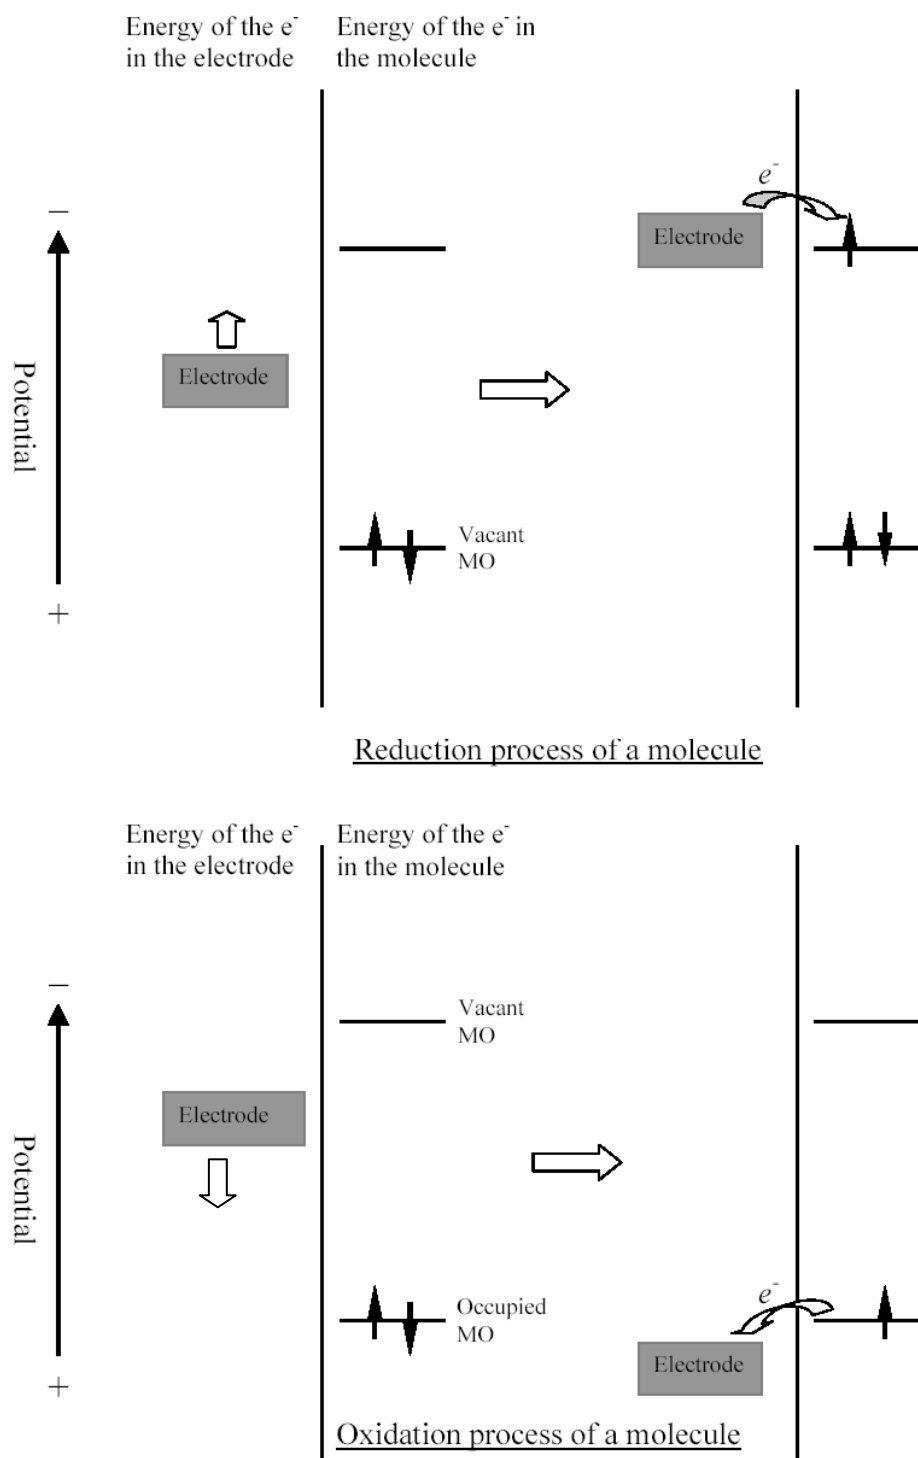 Energy of the e⁻ Energy of the e⁻ in
in the electrode the molecule
e⁻
−
Electrode
Electrode
Potential
Vacant
MO
+
Reduction process of a molecule
Energy of the e⁻ Energy of the e⁻
in the electrode in the molecule
−
Vacant
MO
Electrode
Potential
e⁻
Occupied
MO
Electrode
+
Oxidation process of a molecule